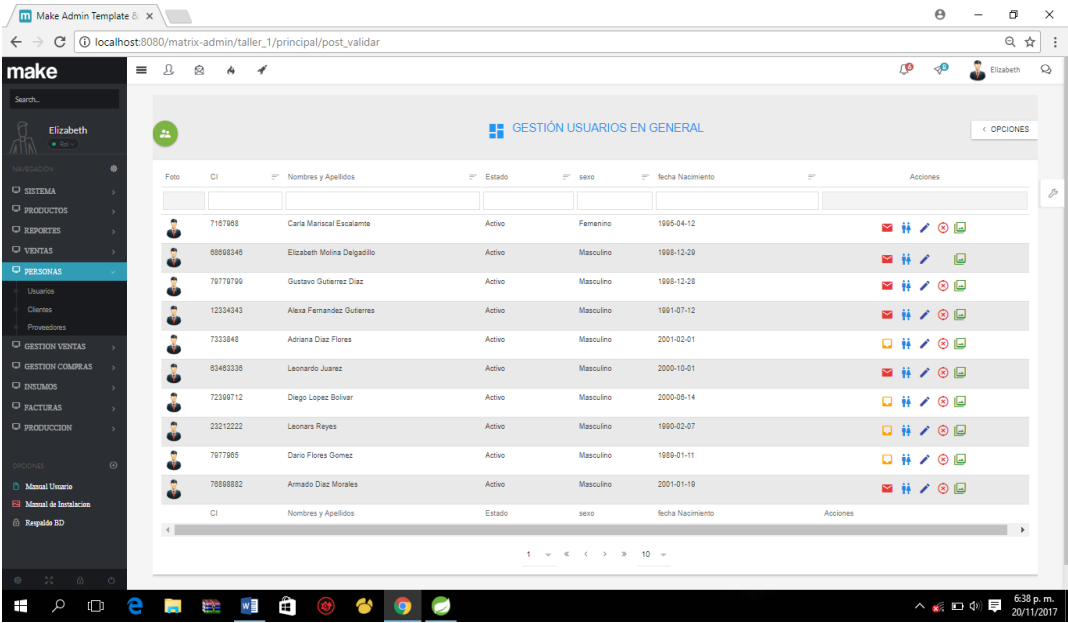 Make Admin Template &
localhost:8080/matrix-admin/taller_1/principal/post_validar
make
Elizabeth
Search...
Elizabeth
Rol
NAVEGACIÓN
SISTEMA
PRODUCTOS
REPORTES
VENTAS
PERSONAS
Usuarios
Clientes
Proveedores
GESTION VENTAS
GESTION COMPRAS
INSUMOS
FACTURAS
PRODUCCION
OPCIONES
Manual Usuario
Manual de Instalacion
Respaldo BD
GESTIÓN USUARIOS EN GENERAL
OPCIONES
Foto CI Nombres y Apellidos Estado sexo fecha Nacimiento Acciones
7167968 Carla Mariscal Escalamte Activo Femenino 1995-04-12
68698346 Elizabeth Molina Delgadillo Activo Masculino 1998-12-29
79779799 Gustavo Gutierrez Diaz Activo Masculino 1998-12-28
12334343 Alexa Fernandez Gutierres Activo Masculino 1991-07-12
7333848 Adriana Diaz Flores Activo Masculino 2001-02-01
63463336 Leonardo Juarez Activo Masculino 2000-10-01
72399712 Diego Lopez Bolivar Activo Masculino 2000-06-14
23212222 Leonars Reyes Activo Masculino 1990-02-07
7977965 Dario Flores Gomez Activo Masculino 1989-01-11
76898882 Armado Diaz Morales Activo Masculino 2001-01-19
CI Nombres y Apellidos Estado sexo fecha Nacimiento Acciones
1 « ‹ › » 10
6:38 p. m.
20/11/2017